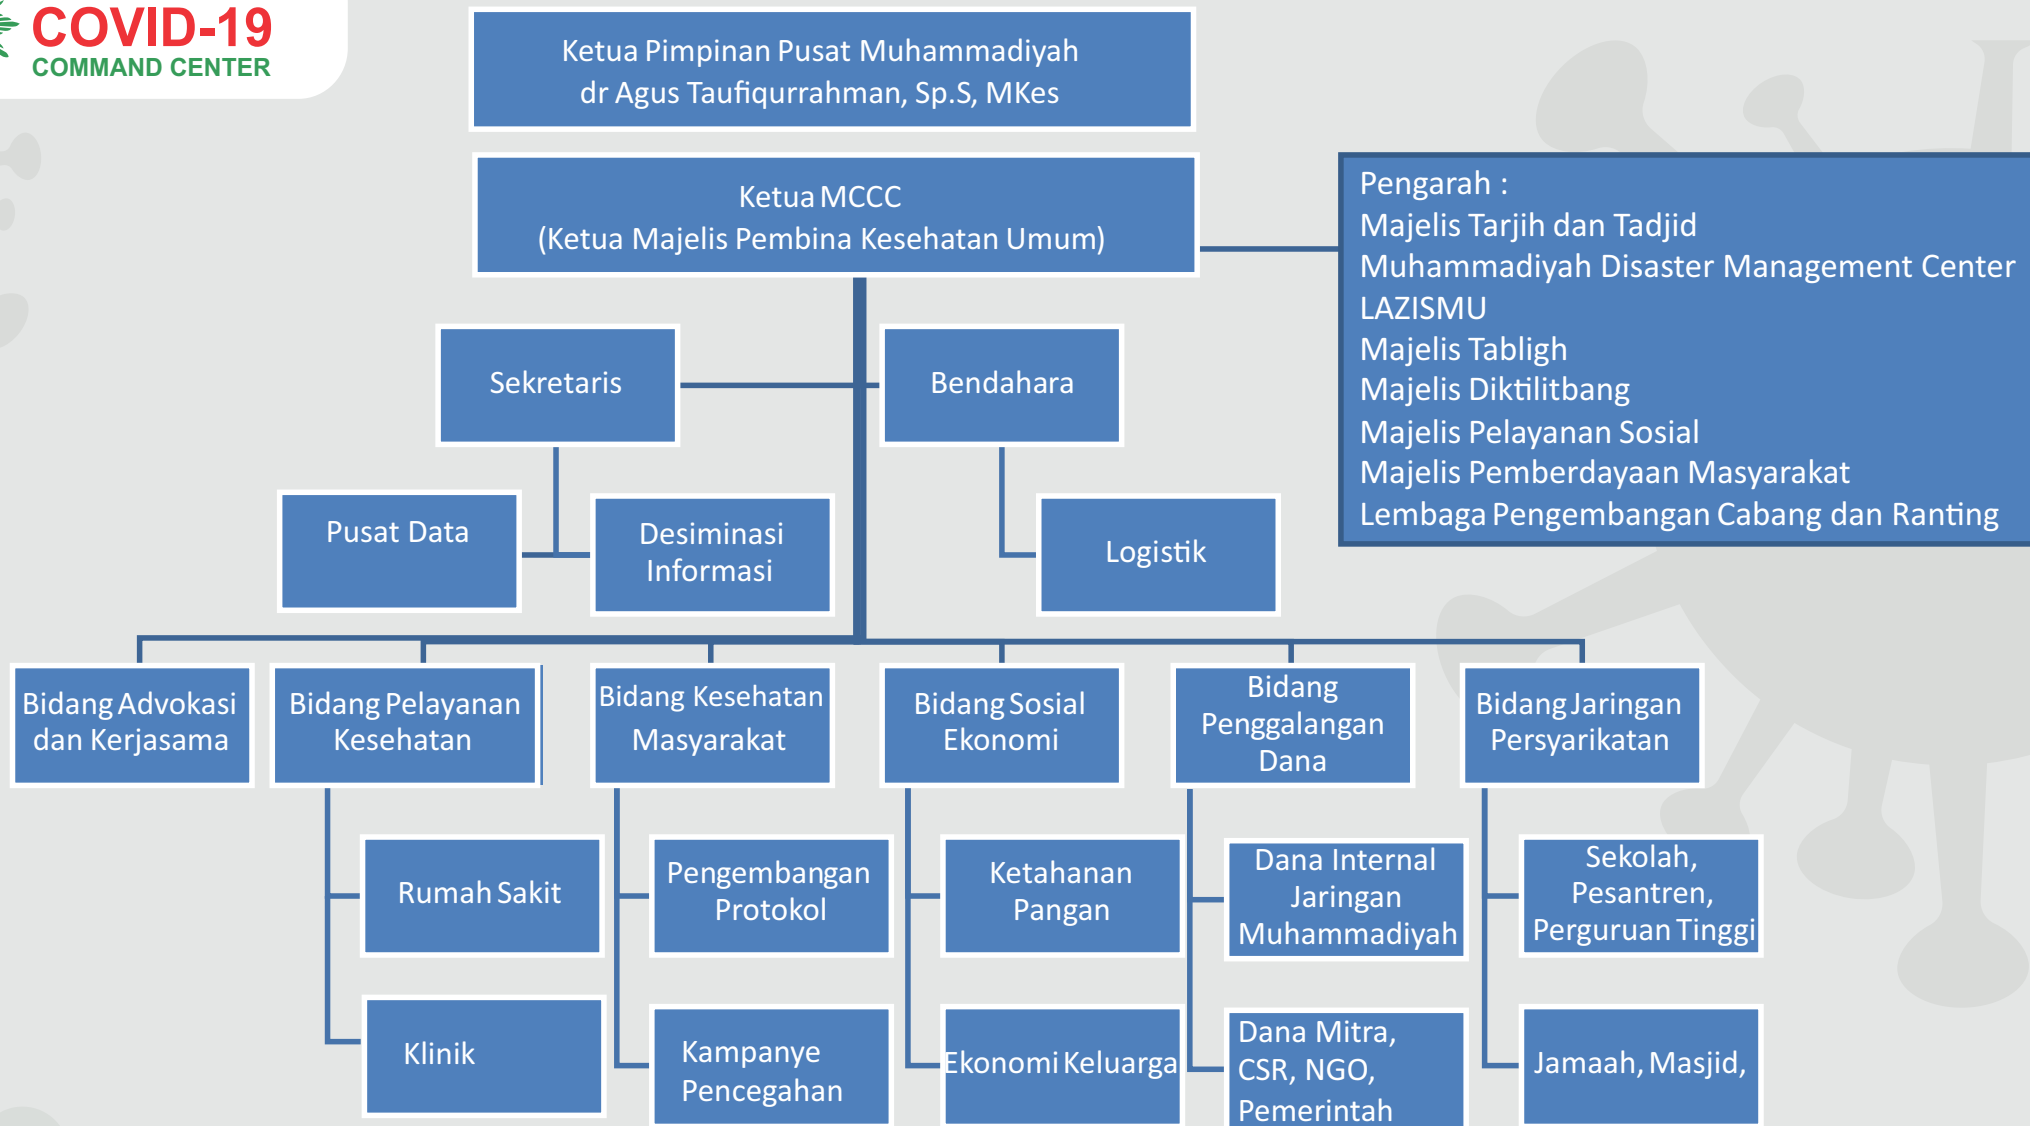 COVID-19
COMMAND CENTER
Ketua Pimpinan Pusat Muhammadiyah
dr Agus Taufiqurrahman, Sp.S, MKes
Ketua MCCC
(Ketua Majelis Pembina Kesehatan Umum)
Pengarah :
Majelis Tarjih dan Tadjid
Muhammadiyah Disaster Management Center
LAZISMU
Majelis Tabligh
Majelis Diktilitbang
Majelis Pelayanan Sosial
Majelis Pemberdayaan Masyarakat
Lembaga Pengembangan Cabang dan Ranting
Sekretaris
Bendahara
Pusat Data
Desiminasi
Informasi
Logistik
Bidang Advokasi
dan Kerjasama
Bidang Pelayanan
Kesehatan
Bidang Kesehatan
Masyarakat
Bidang Sosial
Ekonomi
Bidang
Penggalangan
Dana
Bidang Jaringan
Persyarikatan
Rumah Sakit
Pengembangan
Protokol
Ketahanan
Pangan
Dana Internal
Jaringan
Muhammadiyah
Sekolah,
Pesantren,
Perguruan Tinggi
Klinik
Kampanye
Pencegahan
Ekonomi Keluarga
Dana Mitra,
CSR, NGO,
Pemerintah
Jamaah, Masjid,